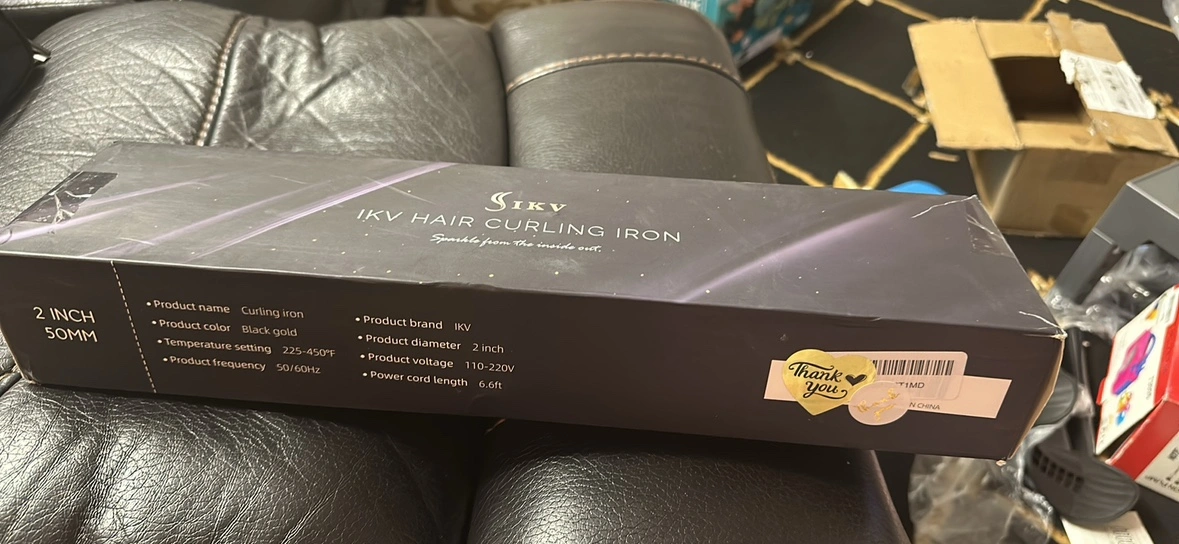 IKV
IKV HAIR CURLING IRON
Sparkle from the inside out.
2 INCH
50MM
• Product name Curling iron
• Product color Black gold
• Temperature setting 225-450°F
• Product frequency 50/60Hz
• Product brand IKV
• Product diameter 2 inch
• Product voltage 110-220V
• Power cord length 6.6ft
Thank
you
T1MD
N CHINA